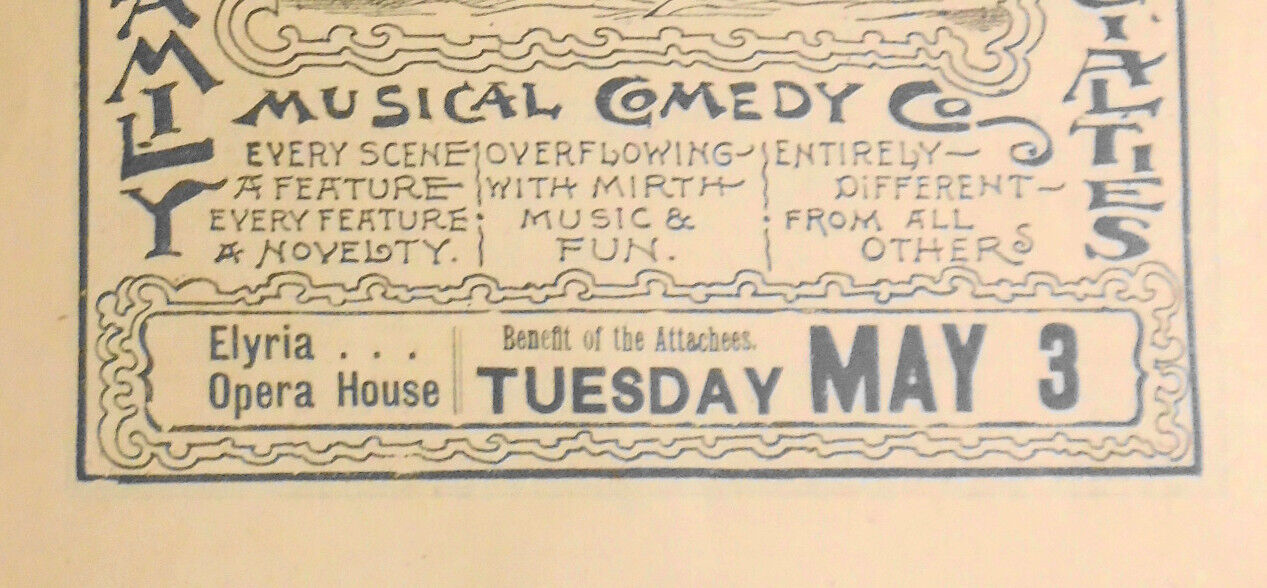 MUSICAL COMEDY Co.
EVERY SCENE
A FEATURE
EVERY FEATURE
A NOVELTY.
OVERFLOWING
WITH MIRTH
MUSIC &
FUN.
ENTIRELY
DIFFERENT
FROM ALL
OTHERS
Elyria . . .
Opera House
Benefit of the Attachees.
TUESDAY MAY 3